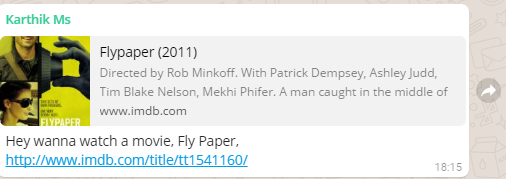 Karthik Ms
Flypaper (2011)
Directed by Rob Minkoff. With Patrick Dempsey, Ashley Judd,
Tim Blake Nelson, Mekhi Phifer. A man caught in the middle of
www.imdb.com
FLYPAPER
Hey wanna watch a movie, Fly Paper,
http://www.imdb.com/title/tt1541160/
18:15